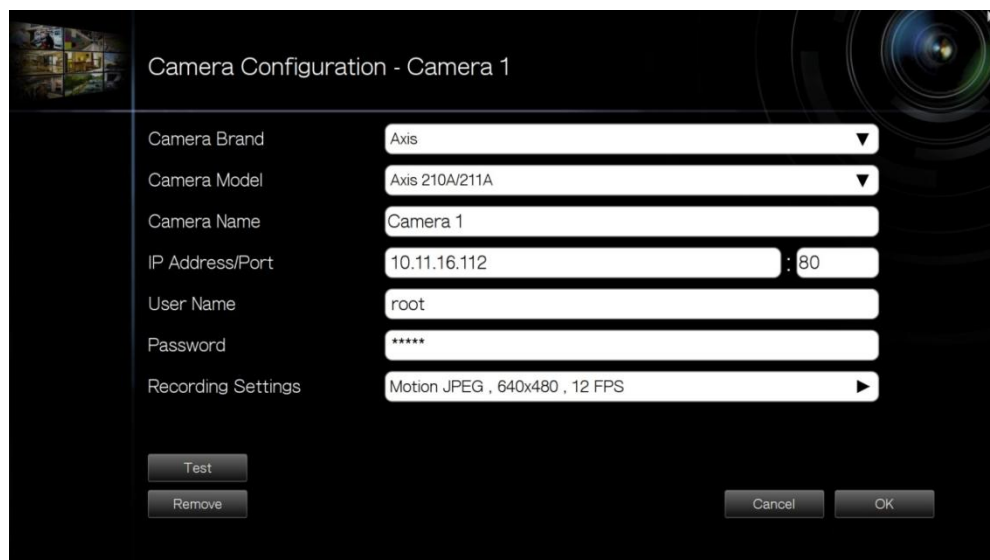 Camera Configuration - Camera 1
Camera Brand Axis
Camera Model Axis 210A/211A
Camera Name Camera 1
IP Address/Port 10.11.16.112 : 80
User Name root
Password *****
Recording Settings Motion JPEG , 640x480 , 12 FPS
Test
Remove Cancel OK